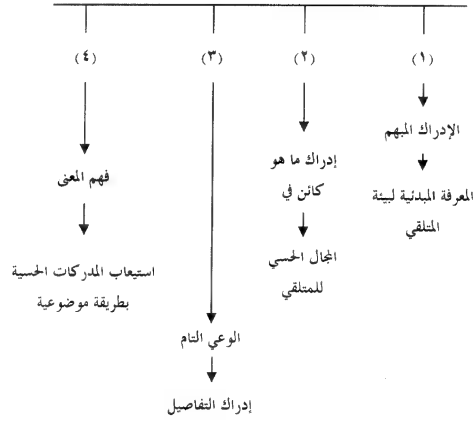 (١)
الإدراك المبهم
المعرفة المبدئية لبيئة
المتلقي
(٢)
إدراك ما هو
كائن في
المجال الحسي
للمتلقي
(٣)
الوعي التام
إدراك التفاصيل
(٤)
فهم المعنى
استيعاب المدركات الحسية
بطريقة موضوعية